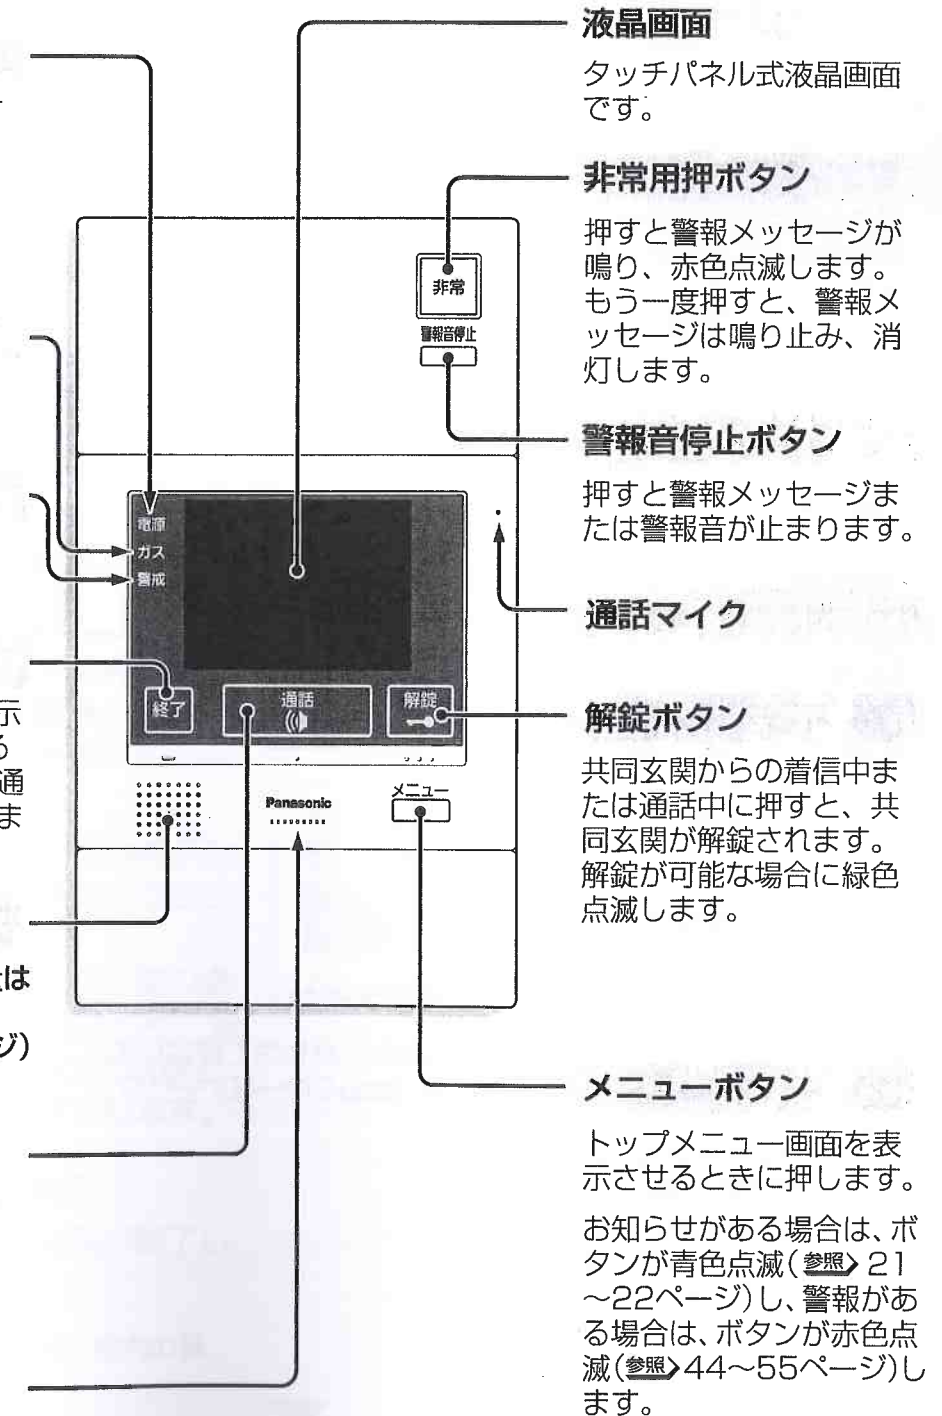 液晶画面
タッチパネル式液晶画面
です。
非常用押ボタン
押すと警報メッセージが
鳴り、赤色点滅します。
もう一度押すと、警報メ
ッセージは鳴り止み、消
灯します。
非常
警報音停止
警報音停止ボタン
押すと警報メッセージま
たは警報音が止まります。
電源
ガス
警戒
通話マイク
終了
通話
解錠
解錠ボタン
共同玄関からの着信中ま
たは通話中に押すと、共
同玄関が解錠されます。
解錠が可能な場合に緑色
点滅します。
示
る
通
ま
Panasonic
メニュー
は
ジ)
メニューボタン
トップメニュー画面を表
示させるときに押します。
お知らせがある場合は、ボ
タンが青色点滅(参照 21
～22ページ)し、警報があ
る場合は、ボタンが赤色点
滅(参照 44～55ページ)し
ます。